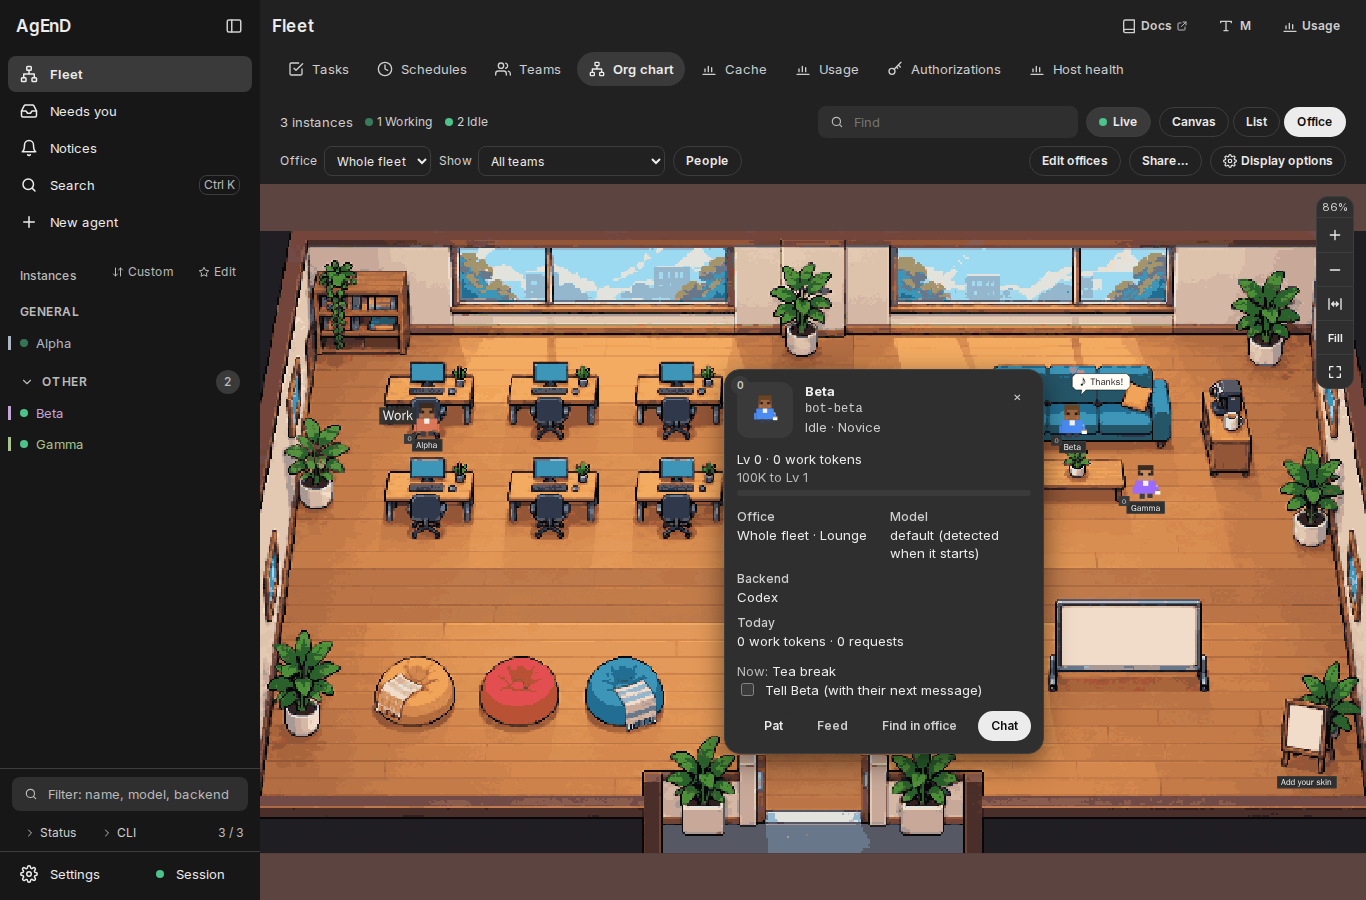 AgEnD
Fleet
Needs you
Notices
Search
Ctrl K
New agent
Instances
Custom
Edit
GENERAL
Alpha
OTHER
2
Beta
Gamma
Filter: name, model, backend
Status
CLI
3 / 3
Settings
Session
Fleet
Docs
M
Usage
Tasks
Schedules
Teams
Org chart
Cache
Usage
Authorizations
Host health
3 instances
1 Working
2 Idle
Find
Live
Canvas
List
Office
Office
Whole fleet
Show
All teams
People
Edit offices
Share...
Display options
86%
Fill
Work
0
Alpha
♪ Thanks!
0
Beta
0
Gamma
Add your skin
0
Beta
bot-beta
Idle · Novice
×
Lv 0 · 0 work tokens
100K to Lv 1
Office
Whole fleet · Lounge
Model
default (detected
when it starts)
Backend
Codex
Today
0 work tokens · 0 requests
Now: Tea break
Tell Beta (with their next message)
Pat
Feed
Find in office
Chat